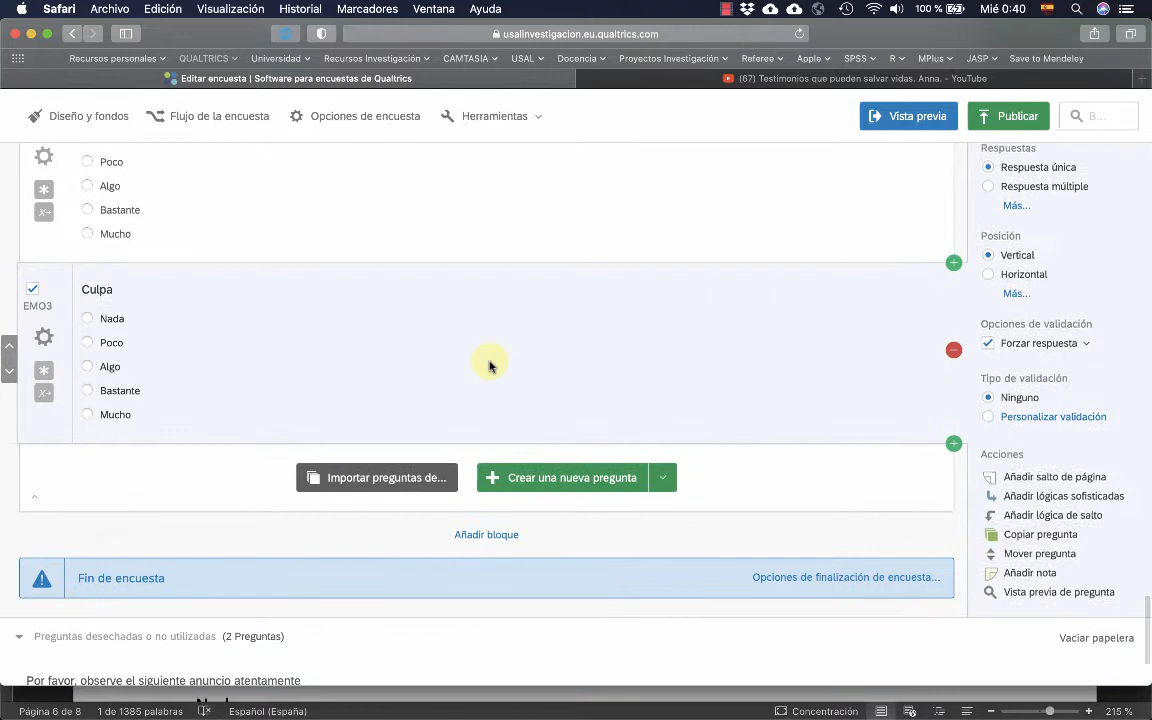 Safari Archivo Edición Visualización Historial Marcadores Ventana Ayuda 100 % Mié 0:40
usalinvestigacion.eu.qualtrics.com
Recursos personales QUALTRICS Universidad Recursos Investigación CAMTASIA USAL Docencia Proyectos Investigación Referee Apple SPSS R MPlus JASP Save to Mendeley
Editar encuesta | Software para encuestas de Qualtrics
(67) Testimonios que pueden salvar vidas. Anna. - YouTube
Diseño y fondos Flujo de la encuesta Opciones de encuesta Herramientas Vista previa Publicar B...
Poco
Algo
Bastante
Mucho
EMO3
Culpa
Nada
Poco
Algo
Bastante
Mucho
Importar preguntas de... Crear una nueva pregunta
Añadir bloque
Fin de encuesta Opciones de finalización de encuesta...
Preguntas desechadas o no utilizadas (2 Preguntas) Vaciar papelera
Por favor, observe el siguiente anuncio atentamente
Respuestas
Respuesta única
Respuesta múltiple
Más...
Posición
Vertical
Horizontal
Más...
Opciones de validación
Forzar respuesta
Tipo de validación
Ninguno
Personalizar validación
Acciones
Añadir salto de página
Añadir lógicas sofisticadas
Añadir lógica de salto
Copiar pregunta
Mover pregunta
Añadir nota
Vista previa de pregunta
Página 6 de 8 1 de 1385 palabras Español (España) Concentración 215 %